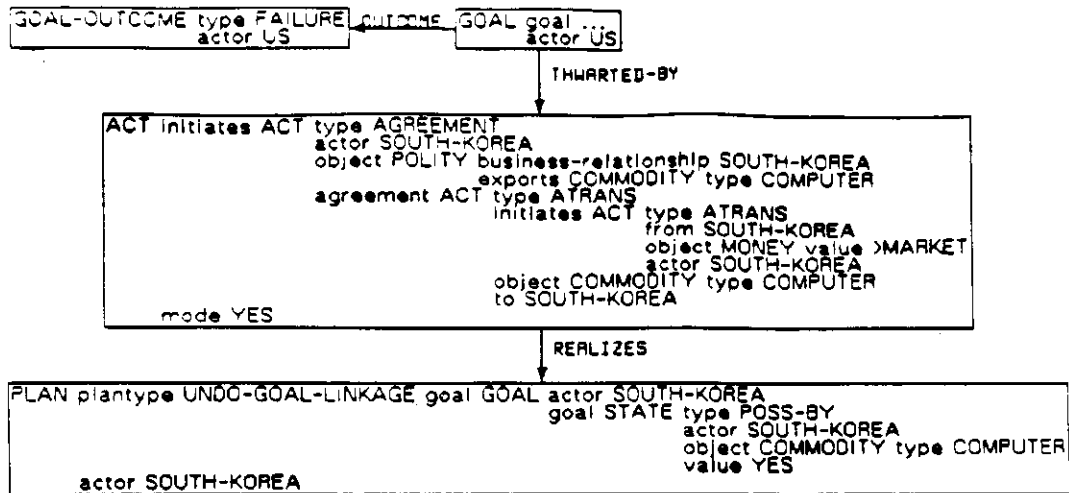 GOAL-OUTCOME type FAILURE OUTCOME GOAL goal ...
actor US actor US
THWARTED-BY
ACT initiates ACT type AGREEMENT
actor SOUTH-KOREA
object POLITY business-relationship SOUTH-KOREA
exports COMMODITY type COMPUTER
agreement ACT type ATRANS
initiates ACT type ATRANS
from SOUTH-KOREA
object MONEY value >MARKET
actor SOUTH-KOREA
object COMMODITY type COMPUTER
to SOUTH-KOREA
mode YES
REALIZES
PLAN plantype UNDO-GOAL-LINKAGE goal GOAL actor SOUTH-KOREA
goal STATE type POSS-BY
actor SOUTH-KOREA
object COMMODITY type COMPUTER
value YES
actor SOUTH-KOREA